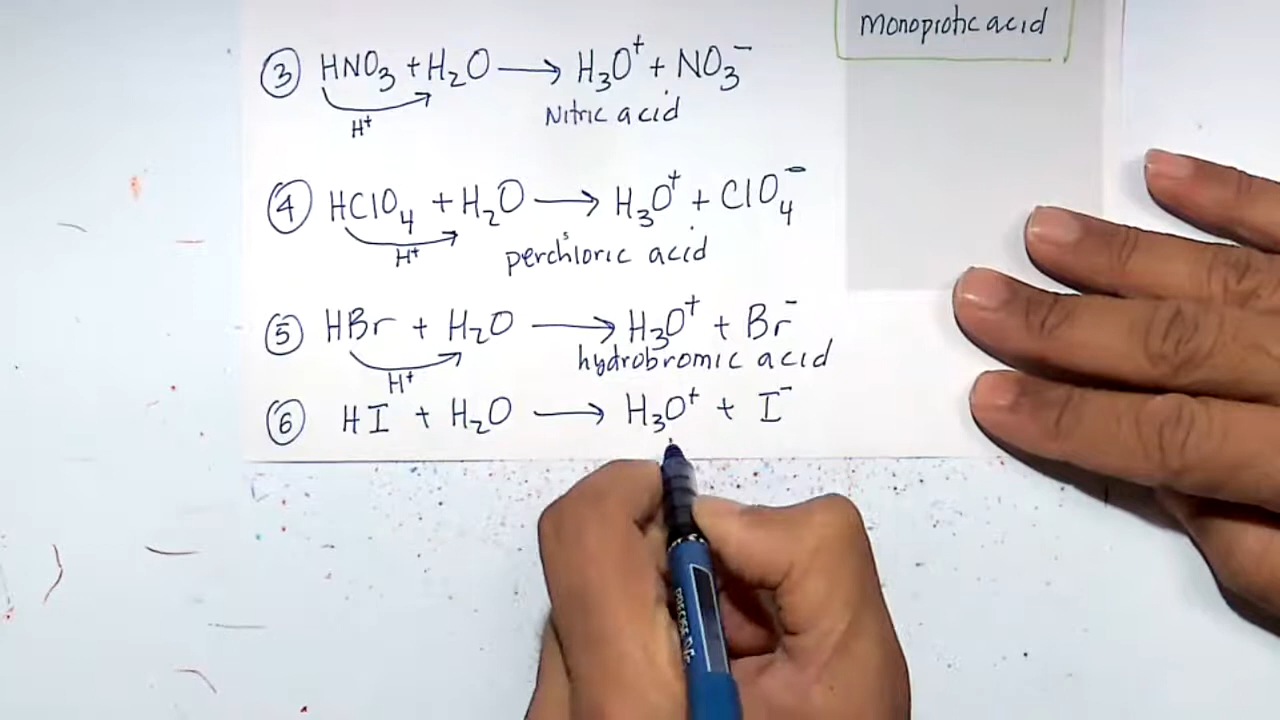 monoprotic acid
③ HNO₃ + H₂O ⟶ H₃O⁺ + NO₃⁻
H⁺
Nitric acid
④ HClO₄ + H₂O ⟶ H₃O⁺ + ClO₄⁻
H⁺
perchloric acid
⑤ HBr + H₂O ⟶ H₃O⁺ + Br⁻
hydrobromic acid
H⁺
⑥ HI + H₂O ⟶ H₃O⁺ + I⁻